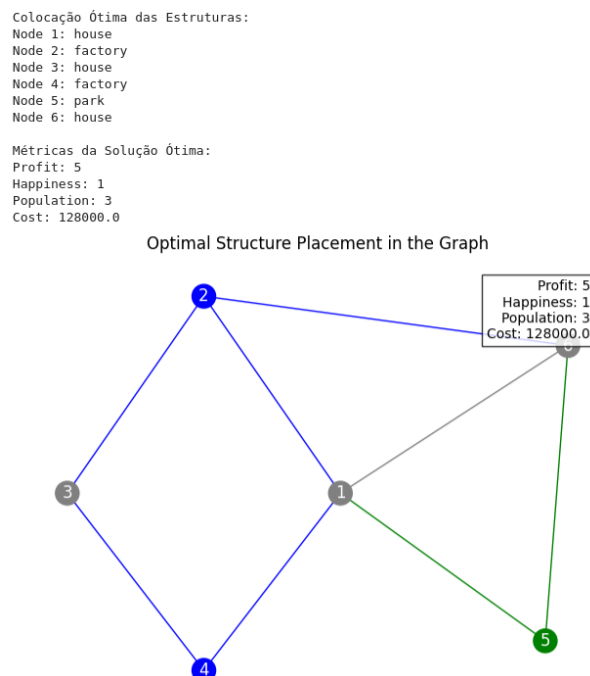 Colocação Ótima das Estruturas:
Node 1: house
Node 2: factory
Node 3: house
Node 4: factory
Node 5: park
Node 6: house
Métricas da Solução Ótima:
Profit: 5
Happiness: 1
Population: 3
Cost: 128000.0
Optimal Structure Placement in the Graph
Profit: 5
Happiness: 1
Population: 3
Cost: 128000.0
2
6
3
1
5
4